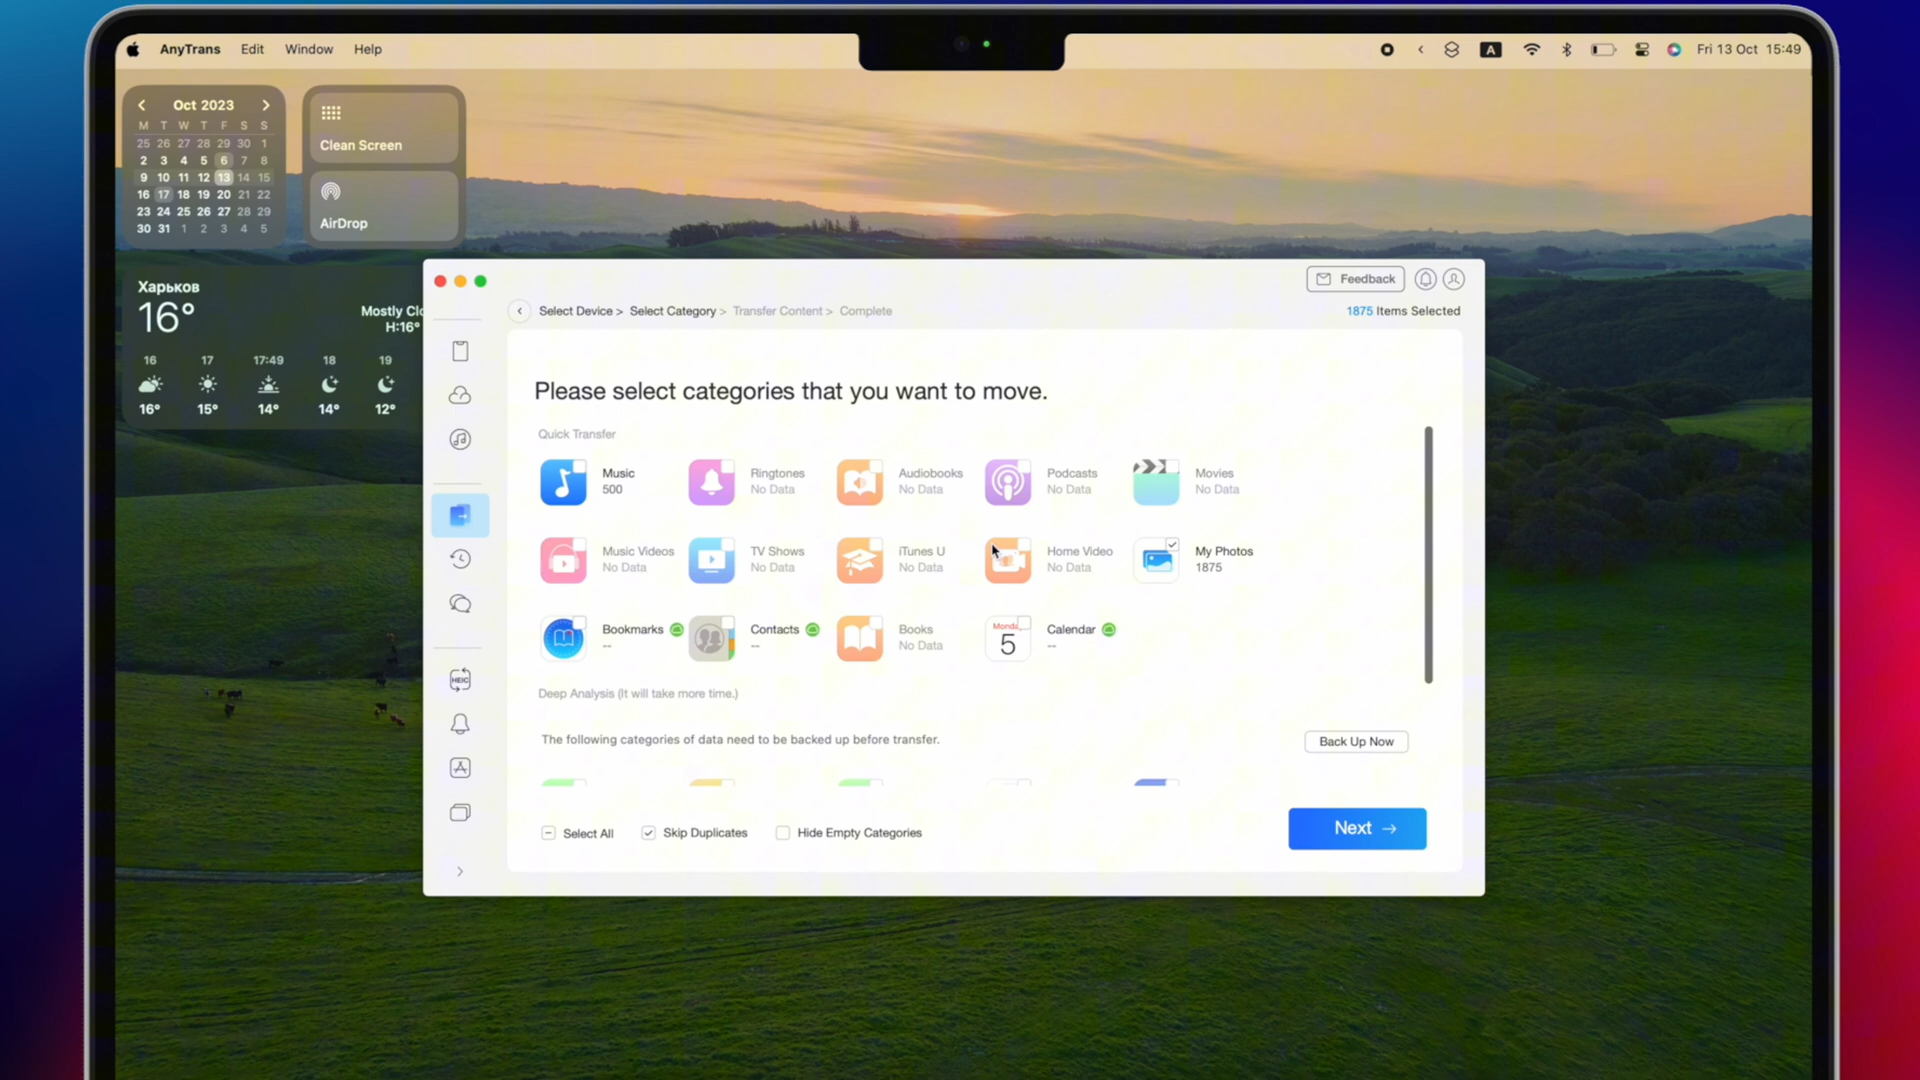 AnyTrans Edit Window Help
A Fri 13 Oct 15:49
Oct 2023
M T W T F S S
25 26 27 28 29 30 1
2 3 4 5 6 7 8
9 10 11 12 13 14 15
16 17 18 19 20 21 22
23 24 25 26 27 28 29
30 31 1 2 3 4 5
Clean Screen
AirDrop
Харьков
16°
Mostly Clo
H:16°
16 17 17:49 18 19
16° 15° 14° 14° 12°
Feedback
Select Device > Select Category > Transfer Content > Complete
1875 Items Selected
Please select categories that you want to move.
Quick Transfer
Music
500
Ringtones
No Data
Audiobooks
No Data
Podcasts
No Data
Movies
No Data
Music Videos
No Data
TV Shows
No Data
iTunes U
No Data
Home Video
No Data
My Photos
1875
Bookmarks
--
Contacts
--
Books
No Data
Monda
5
Calendar
--
HEIC
Deep Analysis (It will take more time.)
The following categories of data need to be backed up before transfer.
Back Up Now
Select All Skip Duplicates Hide Empty Categories
Next →